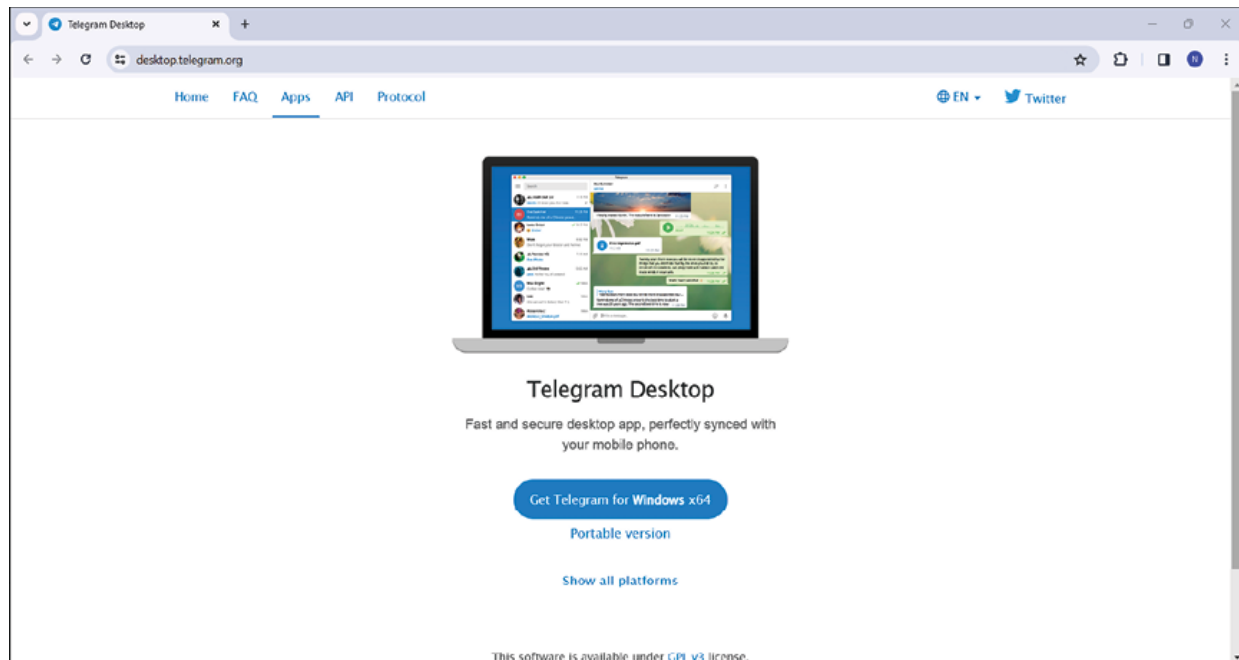 Telegram Desktop
desktop.telegram.org
N
Home FAQ Apps API Protocol EN Twitter
Telegram
Search
Telegram Desktop
Fast and secure desktop app, perfectly synced with
your mobile phone.
Get Telegram for Windows x64
Portable version
Show all platforms
This software is available under GPL v3 license.